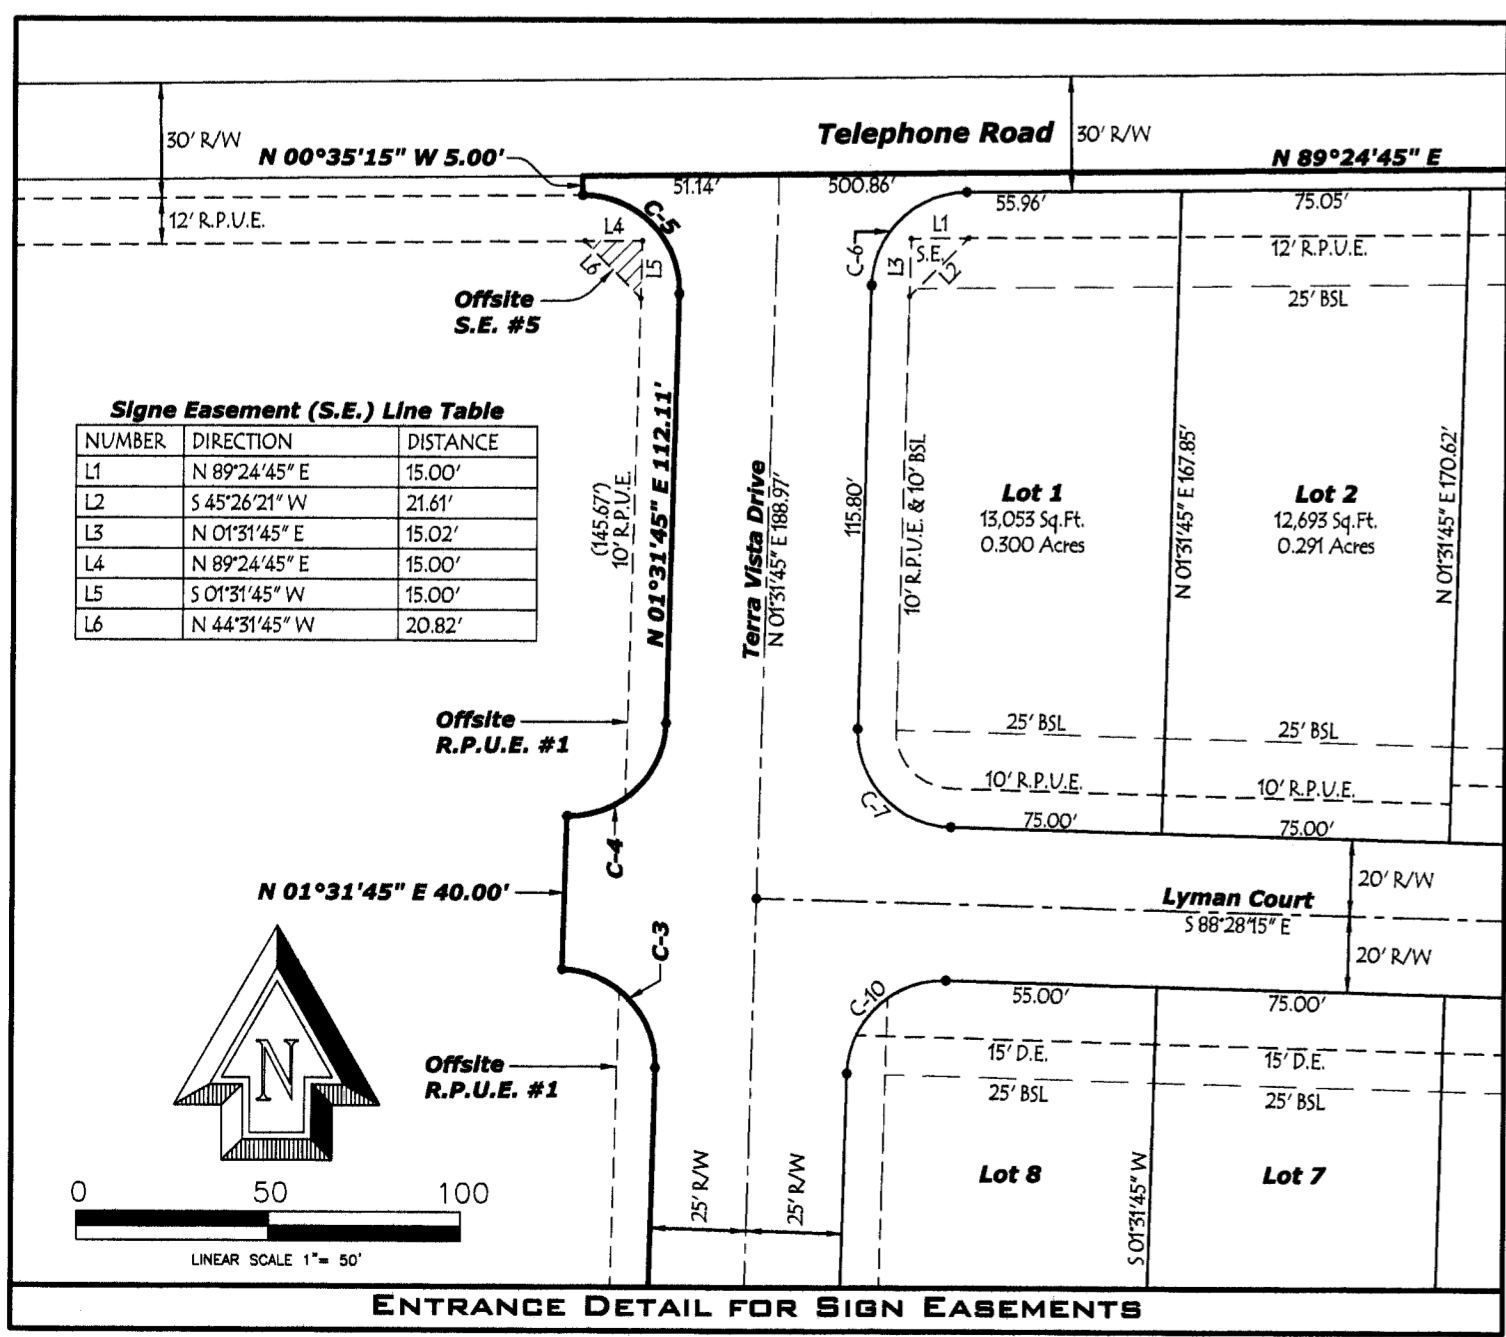 30' R/W
N 00°35'15" W 5.00'
Telephone Road
30' R/W
N 89°24'45" E
51.14'
500.86'
55.96'
75.05'
12' R.P.U.E.
C-5
L4
L5
L6
C-6
L1
S.E.
L3
L2
12' R.P.U.E.
25' BSL
Offsite
S.E. #5
Signe Easement (S.E.) Line Table
NUMBER DIRECTION DISTANCE
L1 N 89°24'45" E 15.00'
L2 S 45°26'21" W 21.61'
L3 N 01°31'45" E 15.02'
L4 N 89°24'45" E 15.00'
L5 S 01°31'45" W 15.00'
L6 N 44°31'45" W 20.82'
(145.67')
10' R.P.U.E.
N 01°31'45" E 112.11'
Terra Vista Drive
N 01°31'45" E 188.97'
115.80'
10' R.P.U.E. & 10' BSL
Lot 1
13,053 Sq.Ft.
0.300 Acres
N 01°31'45" E 167.85'
Lot 2
12,693 Sq.Ft.
0.291 Acres
N 01°31'45" E 170.62'
Offsite
R.P.U.E. #1
25' BSL
25' BSL
10' R.P.U.E.
10' R.P.U.E.
C-7
75.00'
75.00'
C-4
N 01°31'45" E 40.00'
20' R/W
Lyman Court
S 88°28'15" E
20' R/W
C-3
C-10
55.00'
75.00'
Offsite
R.P.U.E. #1
15' D.E.
15' D.E.
25' BSL
25' BSL
N
25' R/W
25' R/W
Lot 8
S 01°31'45" W
Lot 7
0 50 100
LINEAR SCALE 1"= 50'
ENTRANCE DETAIL FOR SIGN EASEMENTS